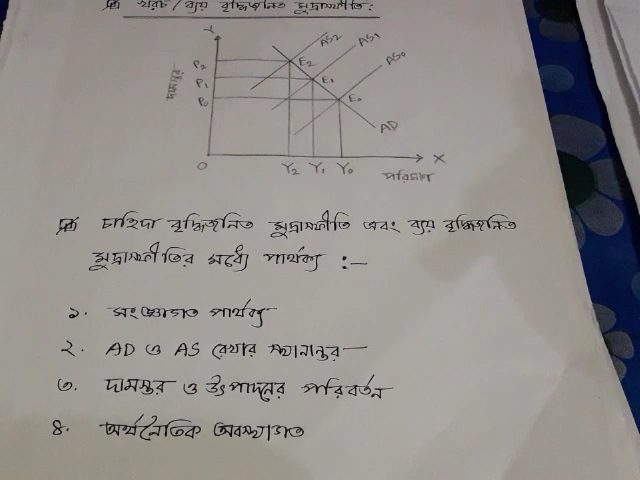 খরচ / ব্যয় বৃদ্ধিজনিত মুদ্রাস্ফীতি:
Y
AS2
AS1
AS0
P2
E2
P1
E1
P0
E0
দামস্তর
AD
O
Y2 Y1 Y0
X
পরিমাণ
চাহিদা বৃদ্ধিজনিত মুদ্রাস্ফীতি এবং ব্যয় বৃদ্ধিজনিত
মুদ্রাস্ফীতির মধ্যে পার্থক্য :-
১. সংজ্ঞাগত পার্থক্য
২. AD ও AS রেখার স্থানান্তর
৩. দামস্তর ও উৎপাদনের পরিবর্তন
৪. অর্থনৈতিক অবস্থাগত